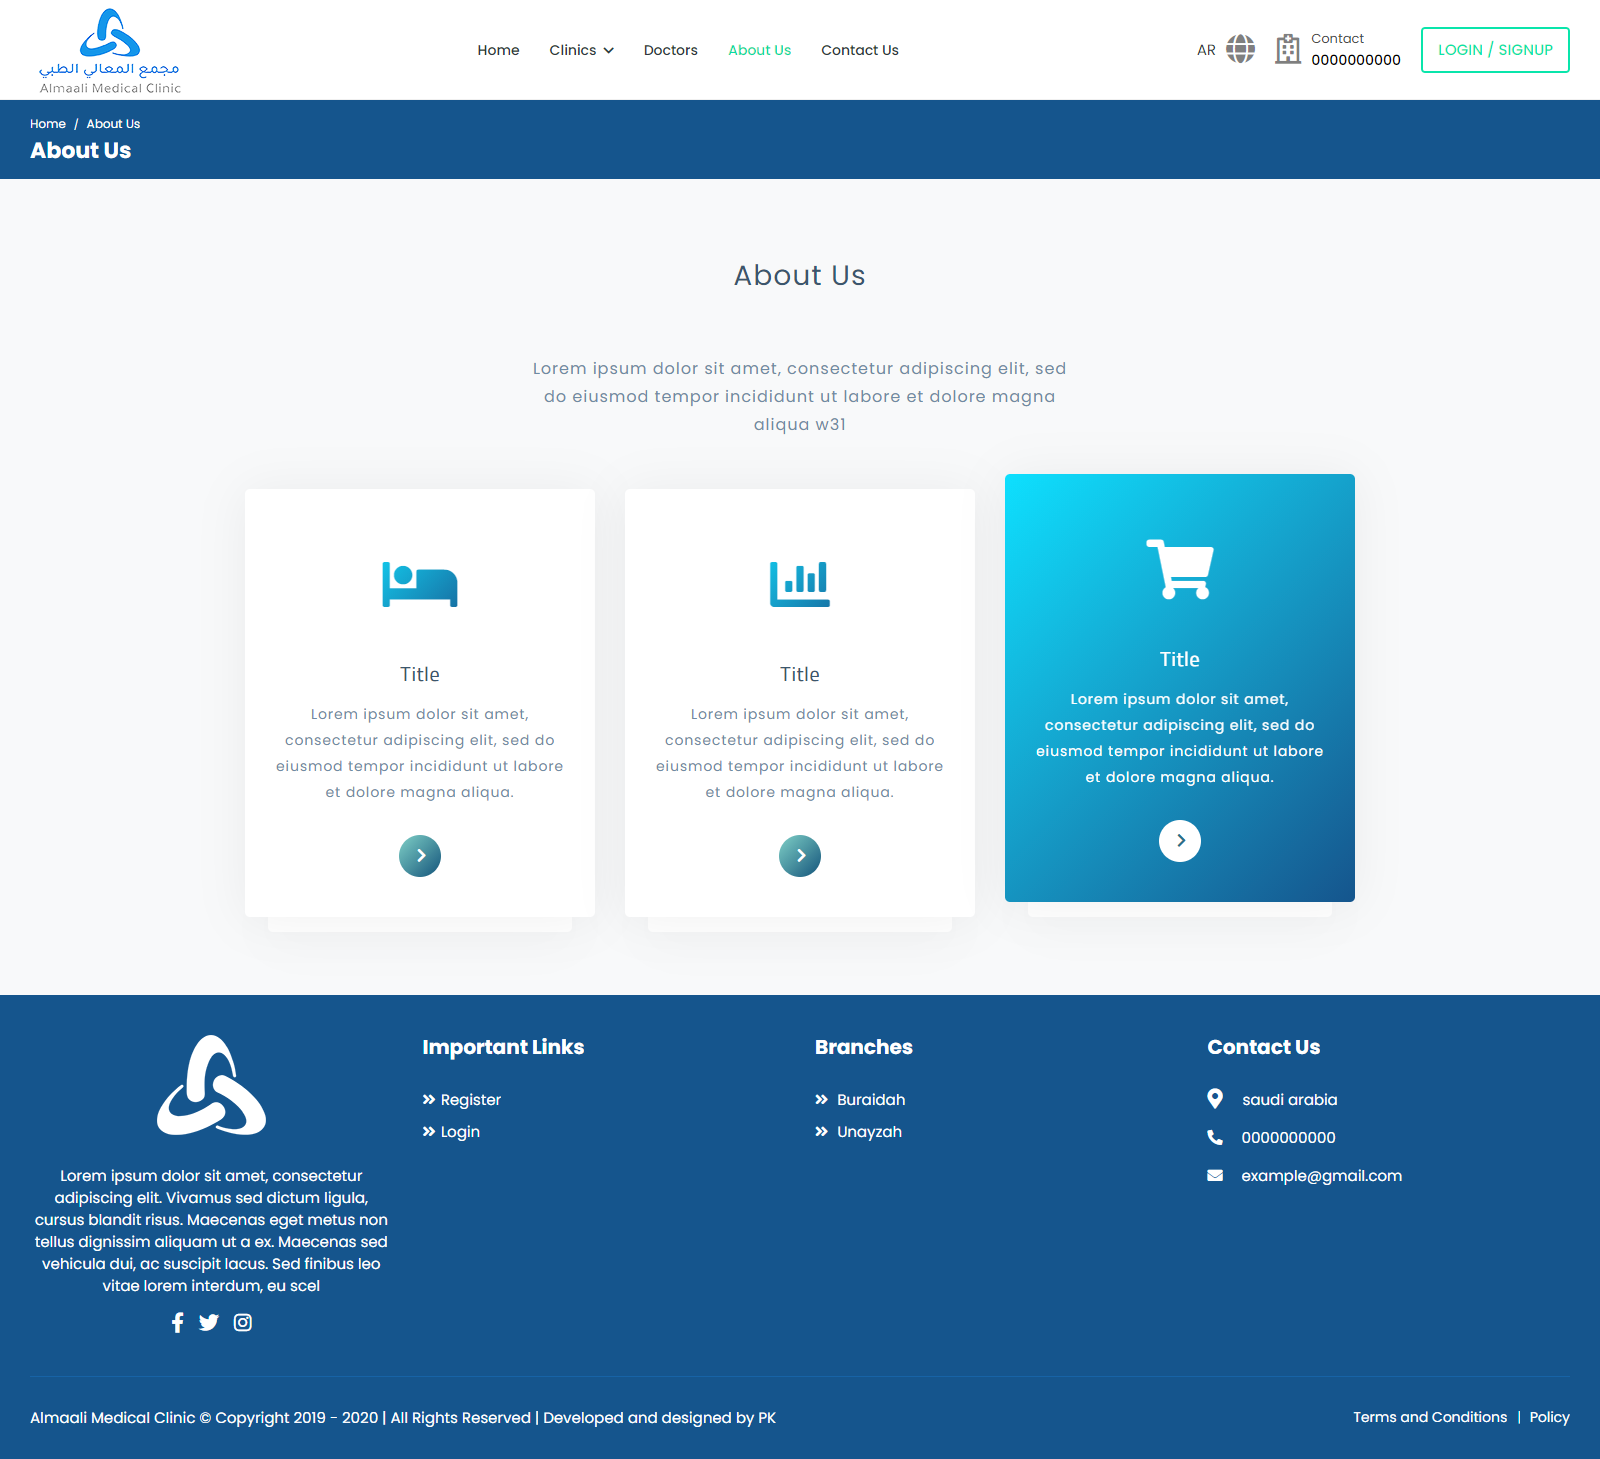 مجمع المعالي الطبي
Almaali Medical Clinic
Home
Clinics
Doctors
About Us
Contact Us
AR
Contact
0000000000
LOGIN / SIGNUP
Home / About Us
About Us
About Us
Lorem ipsum dolor sit amet, consectetur adipiscing elit, sed
do eiusmod tempor incididunt ut labore et dolore magna
aliqua w31
Title
Lorem ipsum dolor sit amet,
consectetur adipiscing elit, sed do
eiusmod tempor incididunt ut labore
et dolore magna aliqua.
Title
Lorem ipsum dolor sit amet,
consectetur adipiscing elit, sed do
eiusmod tempor incididunt ut labore
et dolore magna aliqua.
Title
Lorem ipsum dolor sit amet,
consectetur adipiscing elit, sed do
eiusmod tempor incididunt ut labore
et dolore magna aliqua.
Lorem ipsum dolor sit amet, consectetur
adipiscing elit. Vivamus sed dictum ligula,
cursus blandit risus. Maecenas eget metus non
tellus dignissim aliquam ut a ex. Maecenas sed
vehicula dui, ac suscipit lacus. Sed finibus leo
vitae lorem interdum, eu scel
Important Links
Register
Login
Branches
Buraidah
Unayzah
Contact Us
saudi arabia
0000000000
example@gmail.com
Almaali Medical Clinic © Copyright 2019 - 2020 | All Rights Reserved | Developed and designed by PK
Terms and Conditions | Policy